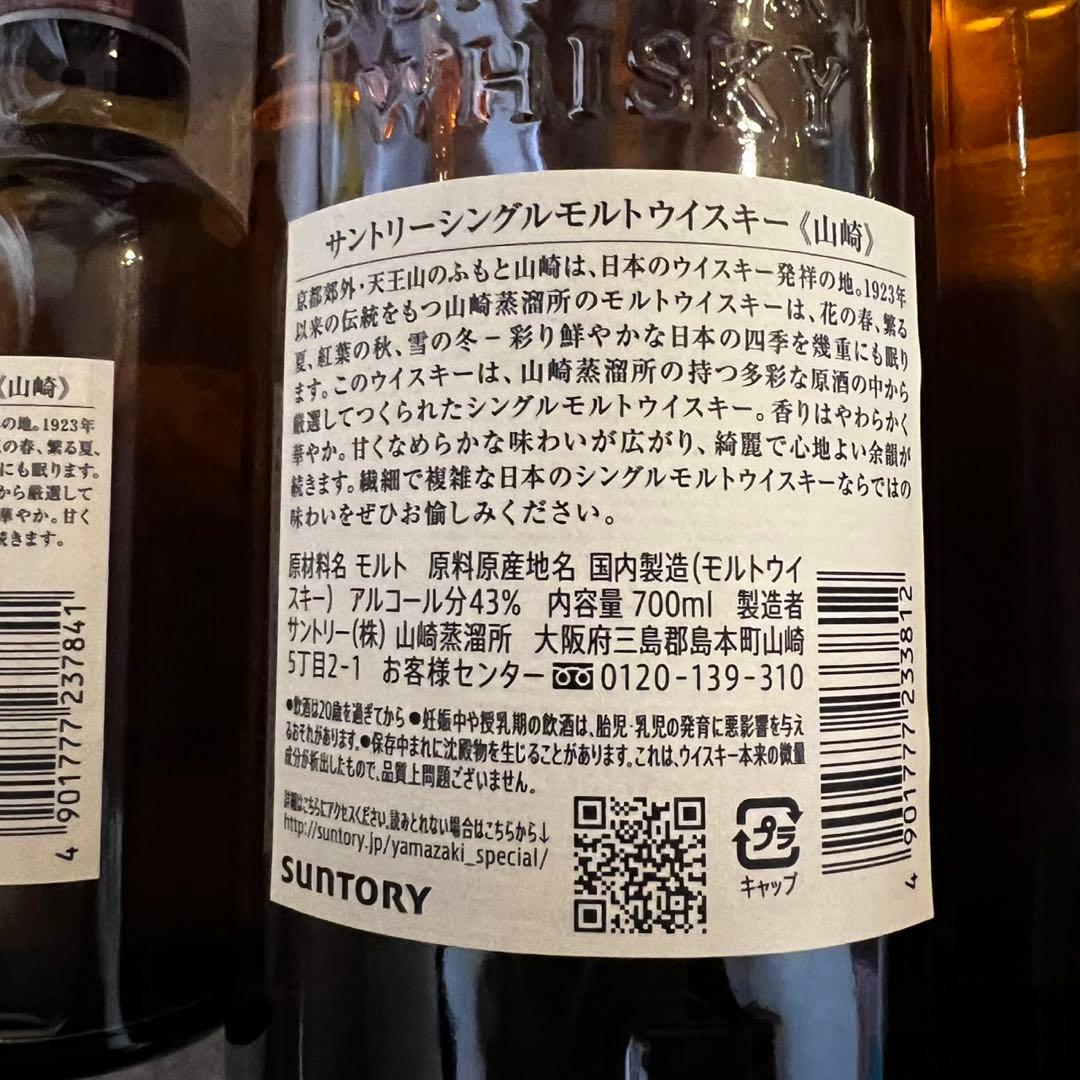 WHISKY
サントリーシングルモルトウイスキー《山崎》
京都郊外・天王山のふもと山崎は、日本のウイスキー発祥の地。1923年
以来の伝統をもつ山崎蒸溜所のモルトウイスキーは、花の春、繁る
夏、紅葉の秋、雪の冬－彩り鮮やかな日本の四季を幾重にも眠り
ます。このウイスキーは、山崎蒸溜所の持つ多彩な原酒の中から
厳選してつくられたシングルモルトウイスキー。香りはやわらかく
華やか。甘くなめらかな味わいが広がり、綺麗で心地よい余韻が
続きます。繊細で複雑な日本のシングルモルトウイスキーならではの
味わいをぜひお愉しみください。
原材料名 モルト 原料原産地名 国内製造(モルトウイ
スキー) アルコール分43% 内容量 700ml 製造者
サントリー(株) 山崎蒸溜所 大阪府三島郡島本町山崎
5丁目2-1 お客様センター 0120-139-310
●飲酒は20歳を過ぎてから ●妊娠中や授乳期の飲酒は、胎児・乳児の発育に悪影響を与え
るおそれがあります。●保存中まれに沈殿物を生じることがあります。これは、ウイスキー本来の微量
成分が析出したもので、品質上問題ございません。
詳細はこちらにアクセスください。読みとれない場合はこちらから↓
http://suntory.jp/yamazaki_special/
SUNTORY
プラ
キャップ
4 901777 233812
《山崎》
の地。1923年
の春、繁る夏、
にも眠ります。
から厳選して
華やか。甘く
続きます。
4 901777 237841